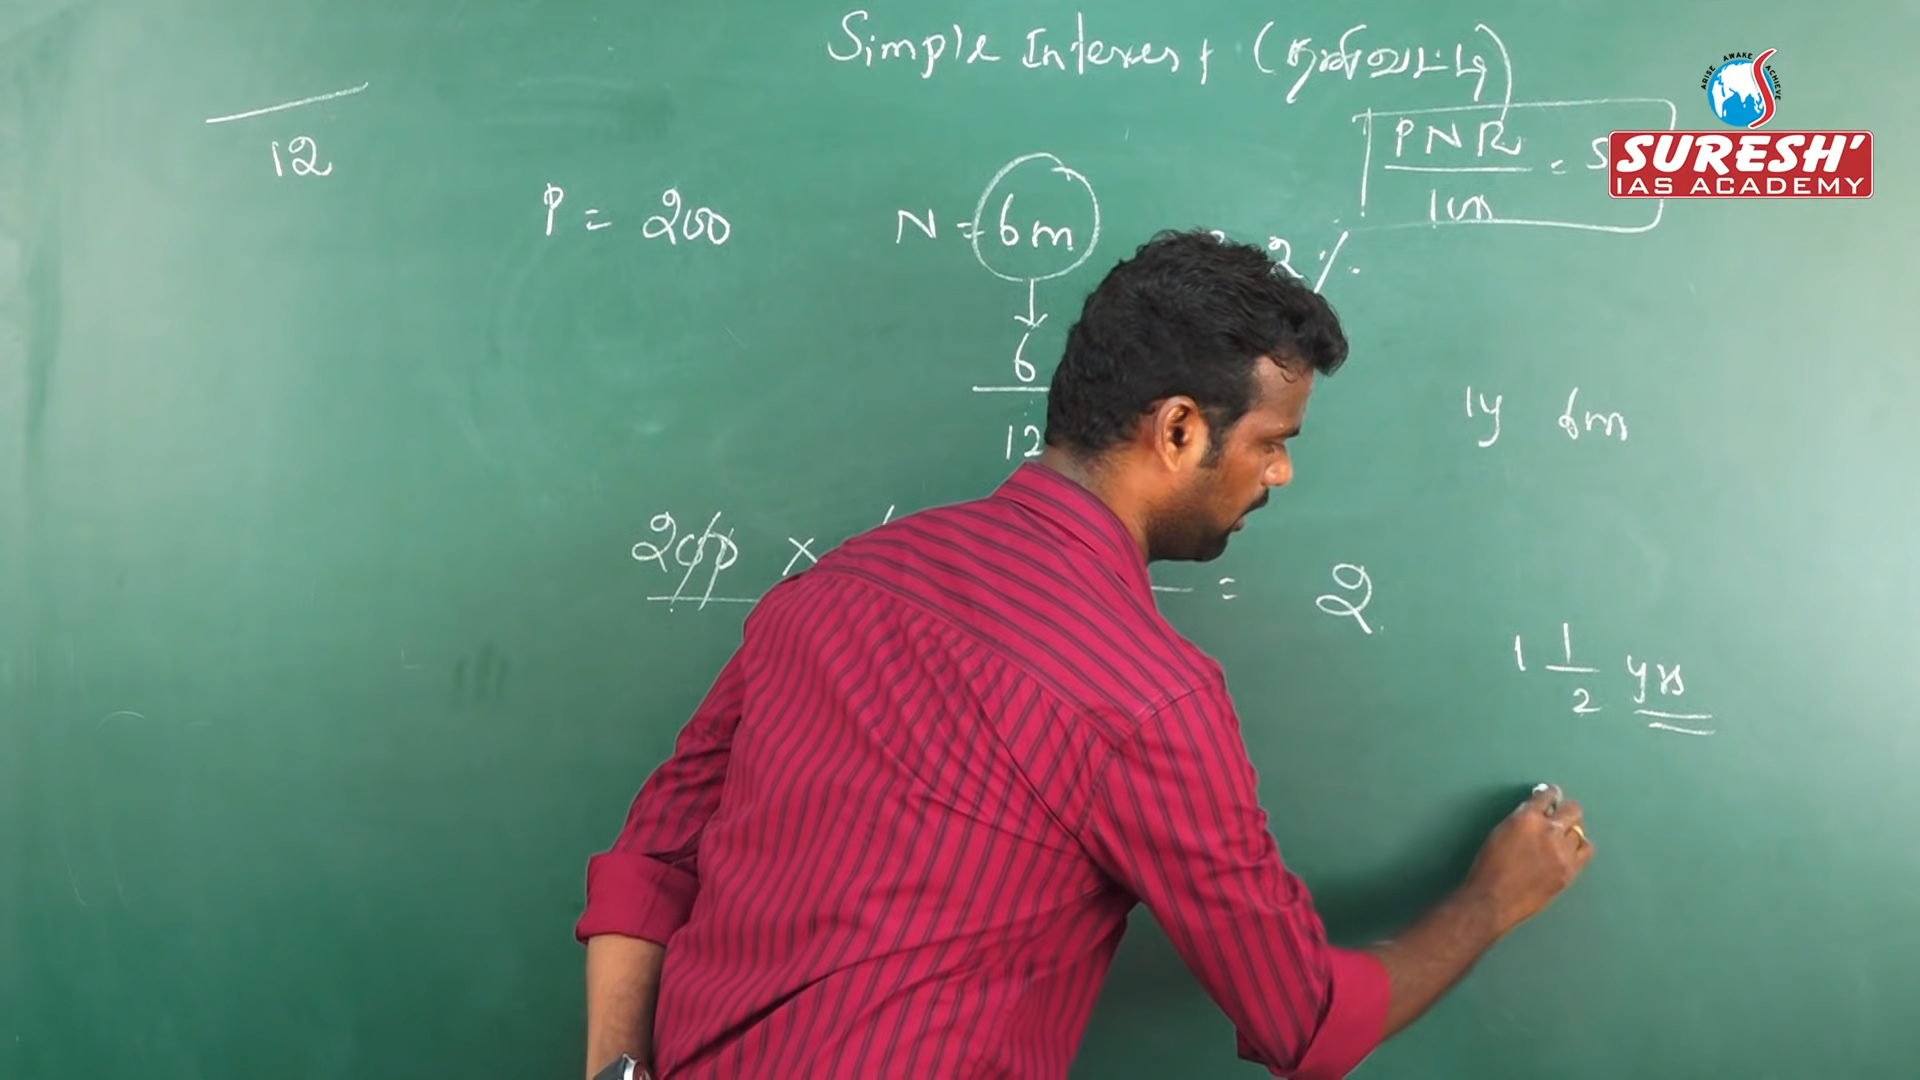 Simple Interest (தனிவட்டி)
PNR
100
= S
12
P = 200
N = 6m
2 %
6
12
1y 6m
200 ×
= 2
1 1/2 yrs
ARISE AWAKE ACHIEVE
SURESH'
IAS ACADEMY